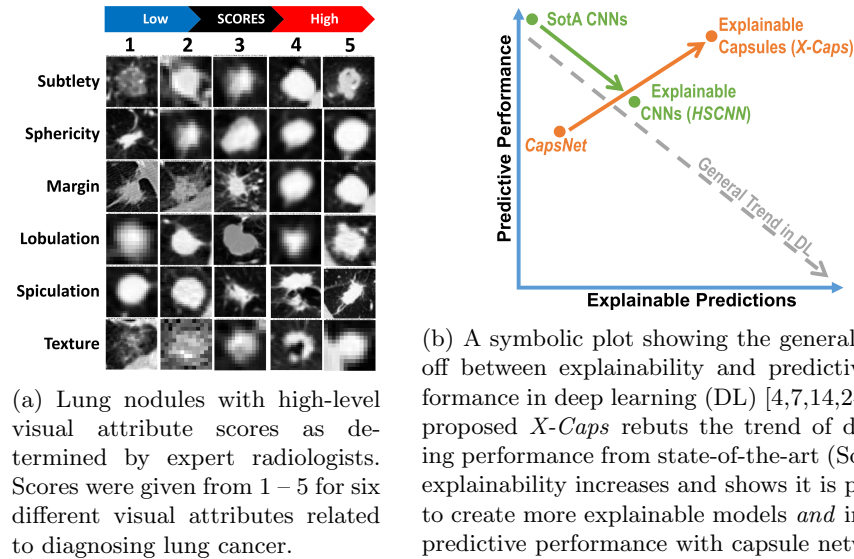 Low SCORES High
1 2 3 4 5
Subtlety
Sphericity
Margin
Lobulation
Spiculation
Texture
(a) Lung nodules with high-level
visual attribute scores as de-
termined by expert radiologists.
Scores were given from 1 – 5 for six
different visual attributes related
to diagnosing lung cancer.
SotA CNNs
Explainable
Capsules (X-Caps)
Explainable
CNNs (HSCNN)
CapsNet
General Trend in DL
Predictive Performance
Explainable Predictions
(b) A symbolic plot showing the general
off between explainability and predictiv
formance in deep learning (DL) [4,7,14,2
proposed X-Caps rebuts the trend of d
ing performance from state-of-the-art (So
explainability increases and shows it is p
to create more explainable models and in
predictive performance with capsule netw